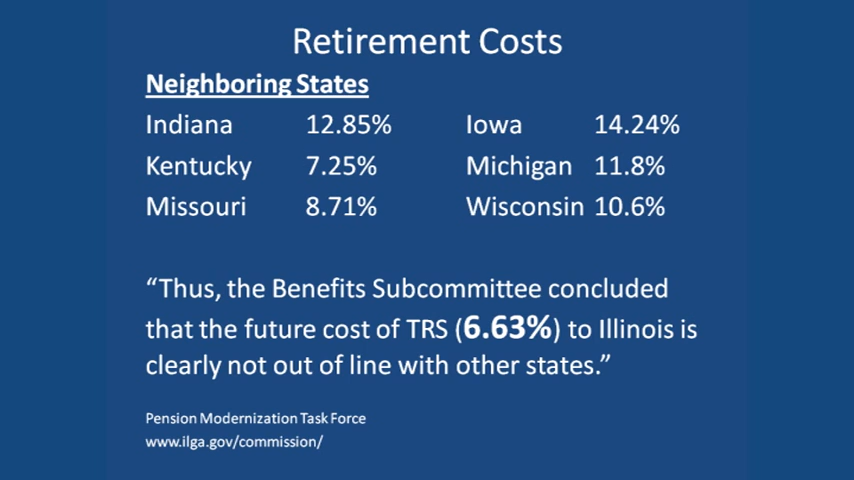 Retirement Costs
Neighboring States
Indiana 12.85% Iowa 14.24%
Kentucky 7.25% Michigan 11.8%
Missouri 8.71% Wisconsin 10.6%
“Thus, the Benefits Subcommittee concluded
that the future cost of TRS (6.63%) to Illinois is
clearly not out of line with other states.”
Pension Modernization Task Force
www.ilga.gov/commission/